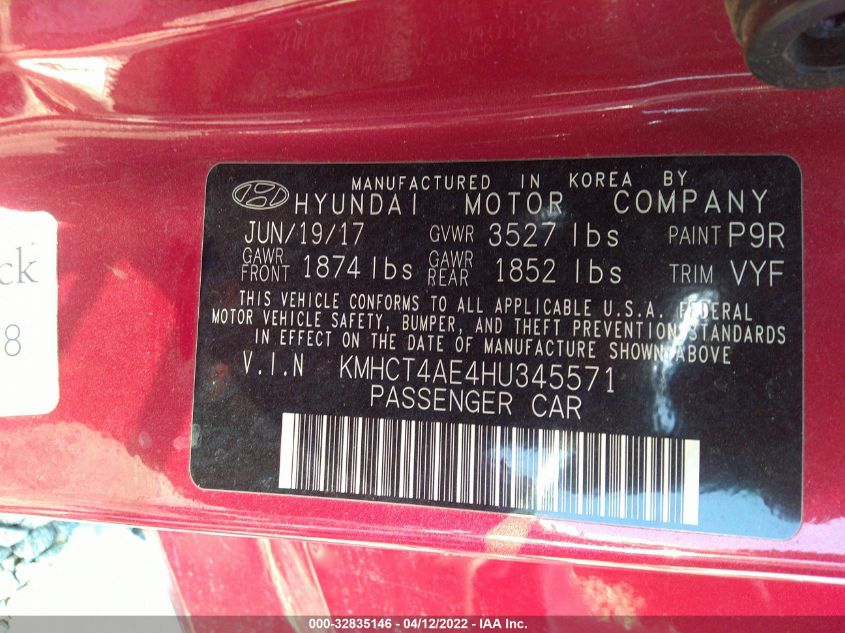 MANUFACTURED IN KOREA BY
HYUNDAI MOTOR COMPANY
JUN/19/17 GVWR 3527 lbs PAINT P9R
GAWR FRONT 1874 lbs GAWR REAR 1852 lbs TRIM VYF
THIS VEHICLE CONFORMS TO ALL APPLICABLE U.S.A. FEDERAL
MOTOR VEHICLE SAFETY, BUMPER, AND THEFT PREVENTION STANDARDS
IN EFFECT ON THE DATE OF MANUFACTURE SHOWN ABOVE
V.I.N KMHCT4AE4HU345571
PASSENGER CAR
ck
8
000-32835146 - 04/12/2022 - IAA Inc.